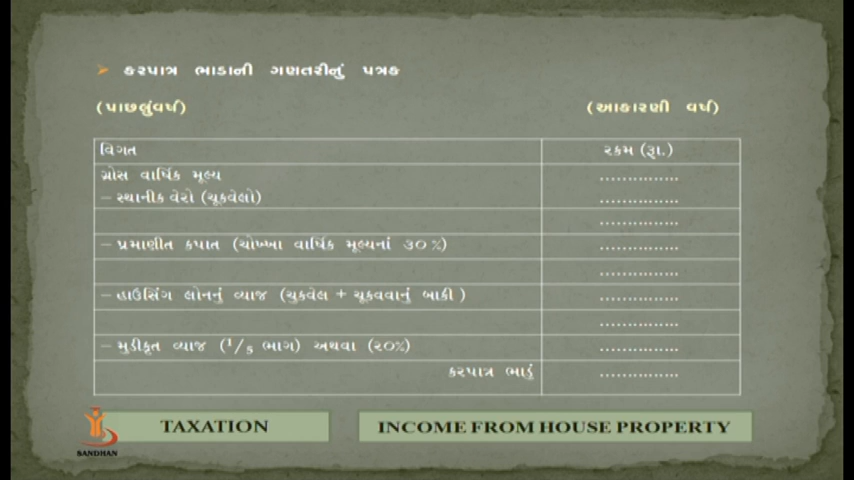 ➤ કરપાત્ર ભાડાની ગણતરીનું પત્રક
(પાછલુંવર્ષ) (આકારણી વર્ષ)
વિગત રકમ (રૂા.)
ગ્રોસ વાર્ષિક મૂલ્ય ...............
– સ્થાનીક વેરો (ચૂકવેલો) ...............
...............
– પ્રમાણીત કપાત (ચોખ્ખા વાર્ષિક મૂલ્યનાં ૩૦%) ...............
...............
– હાઉસિંગ લોનનું વ્યાજ (ચુકવેલ + ચૂકવવાનું બાકી ) ...............
...............
– મુડીકૃત વ્યાજ (¹/₅ ભાગ) અથવા (૨૦%) ...............
કરપાત્ર ભાડું ...............
TAXATION INCOME FROM HOUSE PROPERTY
SANDHAN